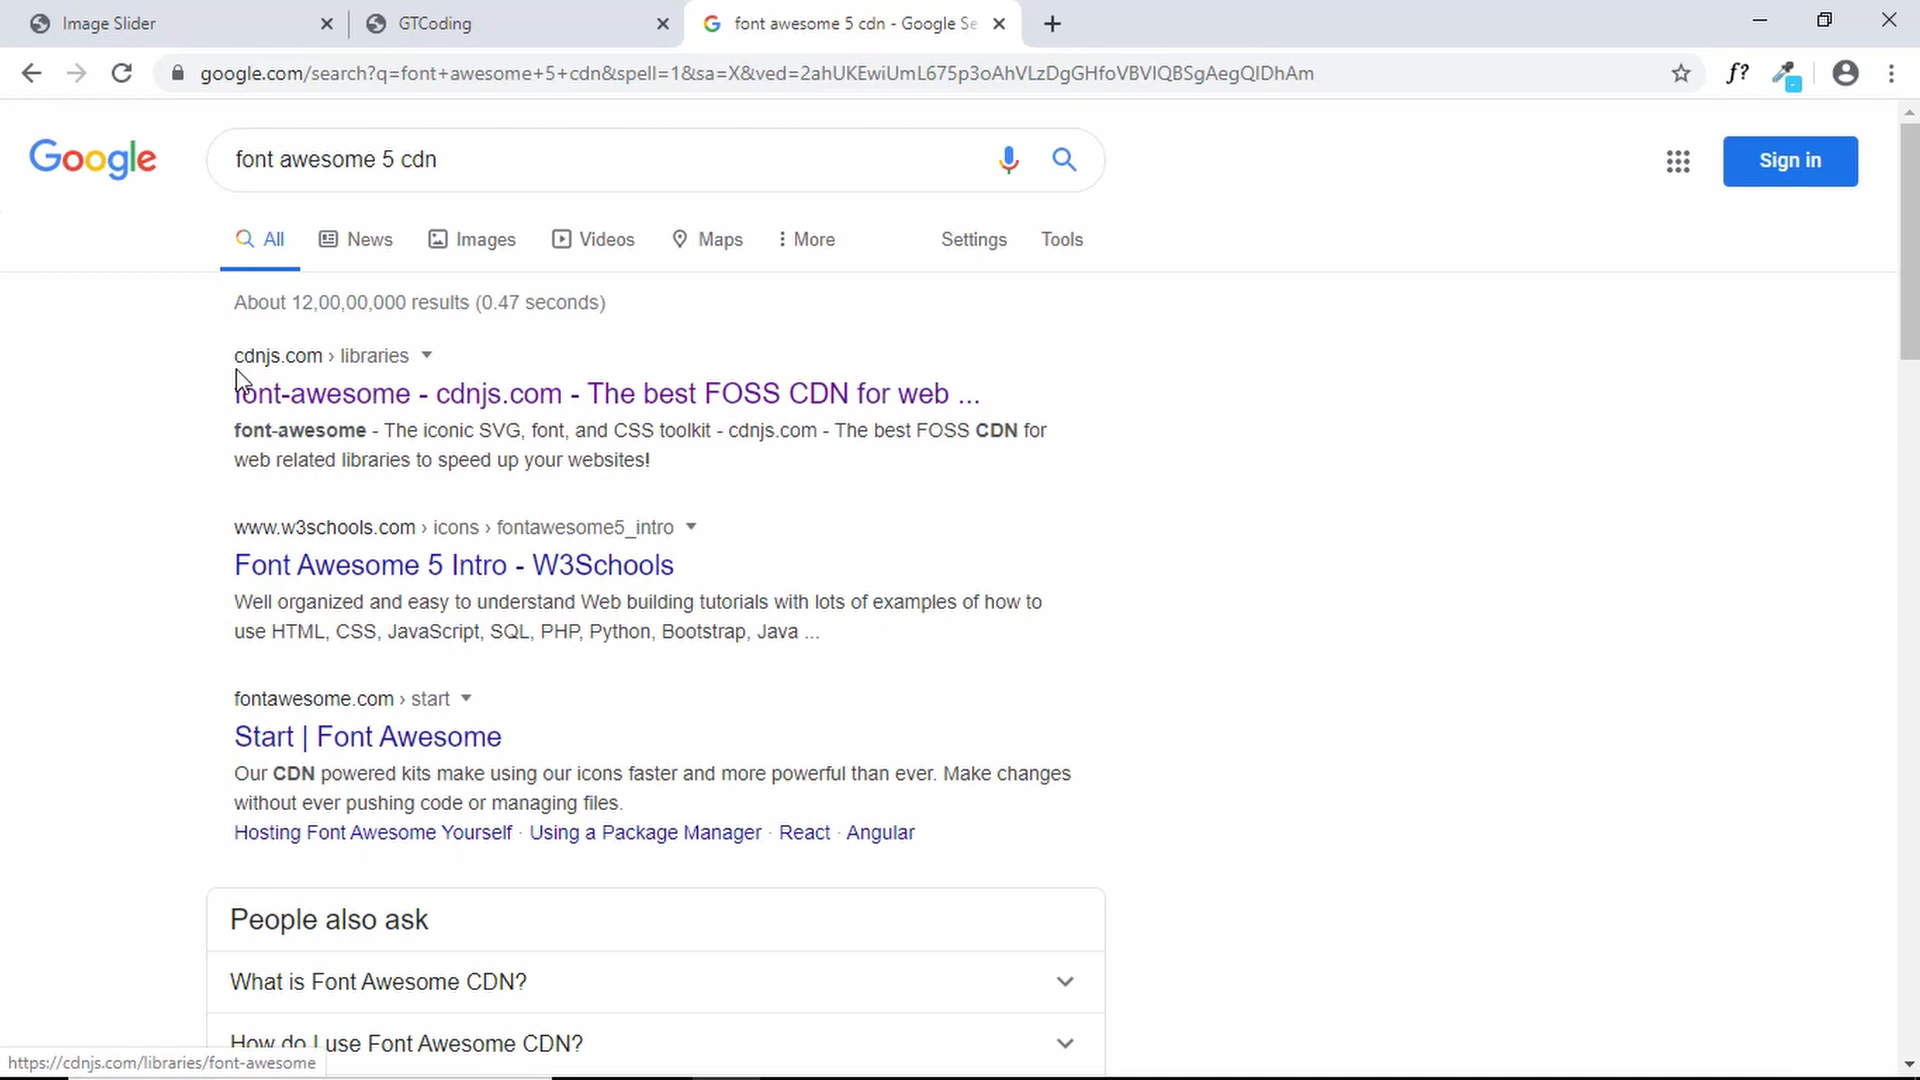 Image Slider
GTCoding
font awesome 5 cdn - Google Se
google.com/search?q=font+awesome+5+cdn&spell=1&sa=X&ved=2ahUKEwiUmL675p3oAhVLzDgGHfoVBVIQBSgAegQIDhAm
f?
Google
font awesome 5 cdn
Sign in
All
News
Images
Videos
Maps
More
Settings
Tools
About 12,00,00,000 results (0.47 seconds)
cdnjs.com › libraries
font-awesome - cdnjs.com - The best FOSS CDN for web ...
font-awesome - The iconic SVG, font, and CSS toolkit - cdnjs.com - The best FOSS CDN for
web related libraries to speed up your websites!
www.w3schools.com › icons › fontawesome5_intro
Font Awesome 5 Intro - W3Schools
Well organized and easy to understand Web building tutorials with lots of examples of how to
use HTML, CSS, JavaScript, SQL, PHP, Python, Bootstrap, Java ...
fontawesome.com › start
Start | Font Awesome
Our CDN powered kits make using our icons faster and more powerful than ever. Make changes
without ever pushing code or managing files.
Hosting Font Awesome Yourself · Using a Package Manager · React · Angular
People also ask
What is Font Awesome CDN?
How do I use Font Awesome CDN?
https://cdnjs.com/libraries/font-awesome